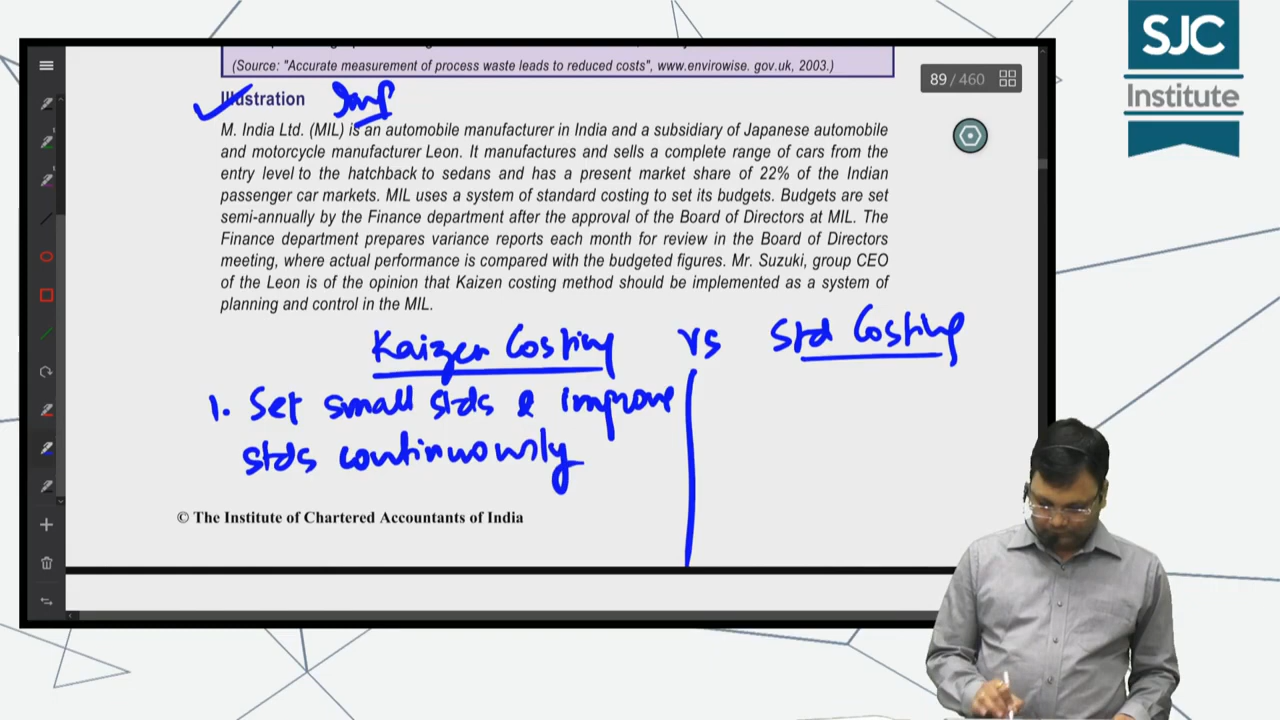 SJC
Institute
(Source: "Accurate measurement of process waste leads to reduced costs", www.envirowise. gov.uk, 2003.)
89 / 460
Illustration Imp
M. India Ltd. (MIL) is an automobile manufacturer in India and a subsidiary of Japanese automobile
and motorcycle manufacturer Leon. It manufactures and sells a complete range of cars from the
entry level to the hatchback to sedans and has a present market share of 22% of the Indian
passenger car markets. MIL uses a system of standard costing to set its budgets. Budgets are set
semi-annually by the Finance department after the approval of the Board of Directors at MIL. The
Finance department prepares variance reports each month for review in the Board of Directors
meeting, where actual performance is compared with the budgeted figures. Mr. Suzuki, group CEO
of the Leon is of the opinion that Kaizen costing method should be implemented as a system of
planning and control in the MIL.
Kaizen Costing vs Std Costing
1. Set small stds & improve
stds continuously
© The Institute of Chartered Accountants of India